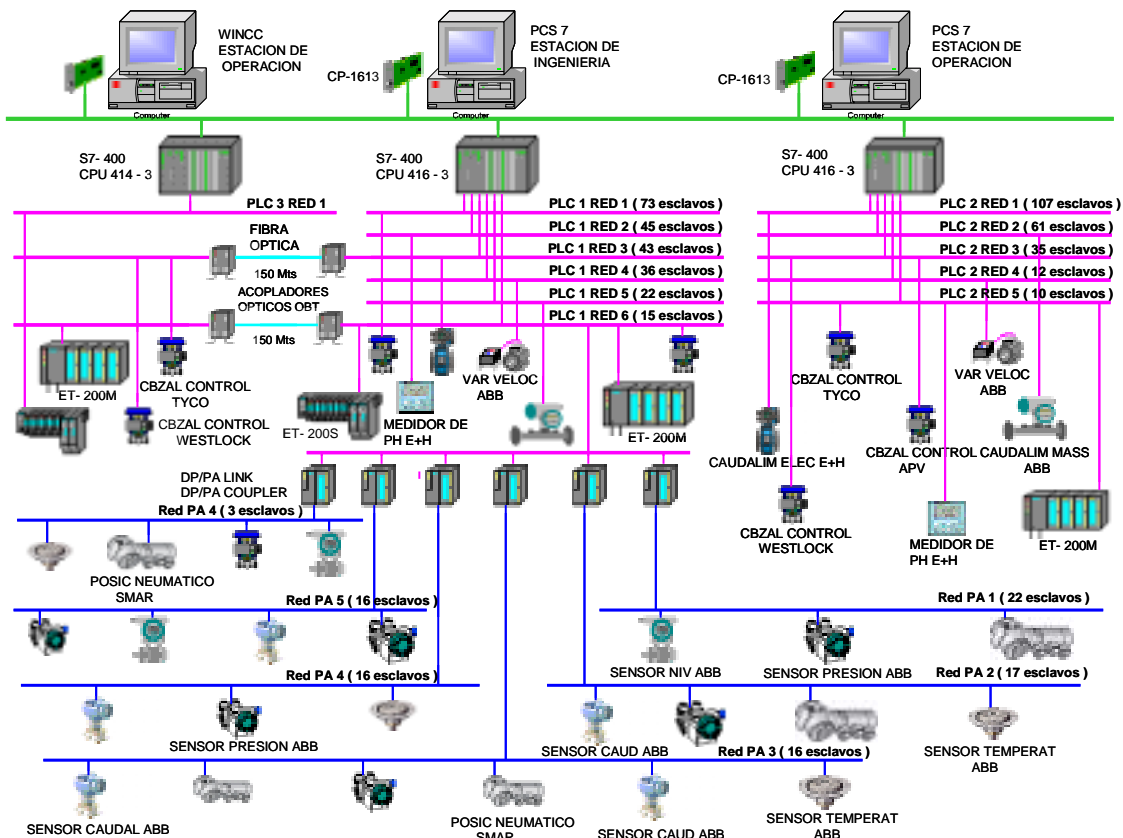 WINCC
ESTACION DE
OPERACION
PCS 7
ESTACION DE
INGENIERIA
PCS 7
ESTACION DE
OPERACION
CP-1613
CP-1613
Computer
Computer
Computer
S7- 400
CPU 414 - 3
S7- 400
CPU 416 - 3
S7- 400
CPU 416 - 3
PLC 3 RED 1
PLC 1 RED 1 ( 73 esclavos )
PLC 2 RED 1 ( 107 esclavos )
PLC 1 RED 2 ( 45 esclavos )
PLC 2 RED 2 ( 61 esclavos )
FIBRA
OPTICA
150 Mts
PLC 1 RED 3 ( 43 esclavos )
PLC 2 RED 3 ( 35 esclavos )
PLC 1 RED 4 ( 36 esclavos )
PLC 2 RED 4 ( 12 esclavos )
ACOPLADORES
OPTICOS OBT
150 Mts
PLC 1 RED 5 ( 22 esclavos )
PLC 2 RED 5 ( 10 esclavos )
PLC 1 RED 6 ( 15 esclavos )
ET- 200M
CBZAL CONTROL
TYCO
CBZAL CONTROL
WESTLOCK
ET- 200S
MEDIDOR DE
PH E+H
VAR VELOC
ABB
ET- 200M
CBZAL CONTROL
TYCO
VAR VELOC
ABB
CAUDALIM ELEC E+H
CBZAL CONTROL
APV
CAUDALIM MASS
ABB
CBZAL CONTROL
WESTLOCK
MEDIDOR DE
PH E+H
ET- 200M
DP/PA LINK
DP/PA COUPLER
Red PA 4 ( 3 esclavos )
POSIC NEUMATICO
SMAR
Red PA 5 ( 16 esclavos )
Red PA 1 ( 22 esclavos )
SENSOR NIV ABB
SENSOR PRESION ABB
Red PA 4 ( 16 esclavos )
Red PA 2 ( 17 esclavos )
SENSOR PRESION ABB
SENSOR CAUD ABB
SENSOR TEMPERAT
ABB
Red PA 3 ( 16 esclavos )
SENSOR CAUDAL ABB
POSIC NEUMATICO
SMAR
SENSOR CAUD ABB
SENSOR TEMPERAT
ABB